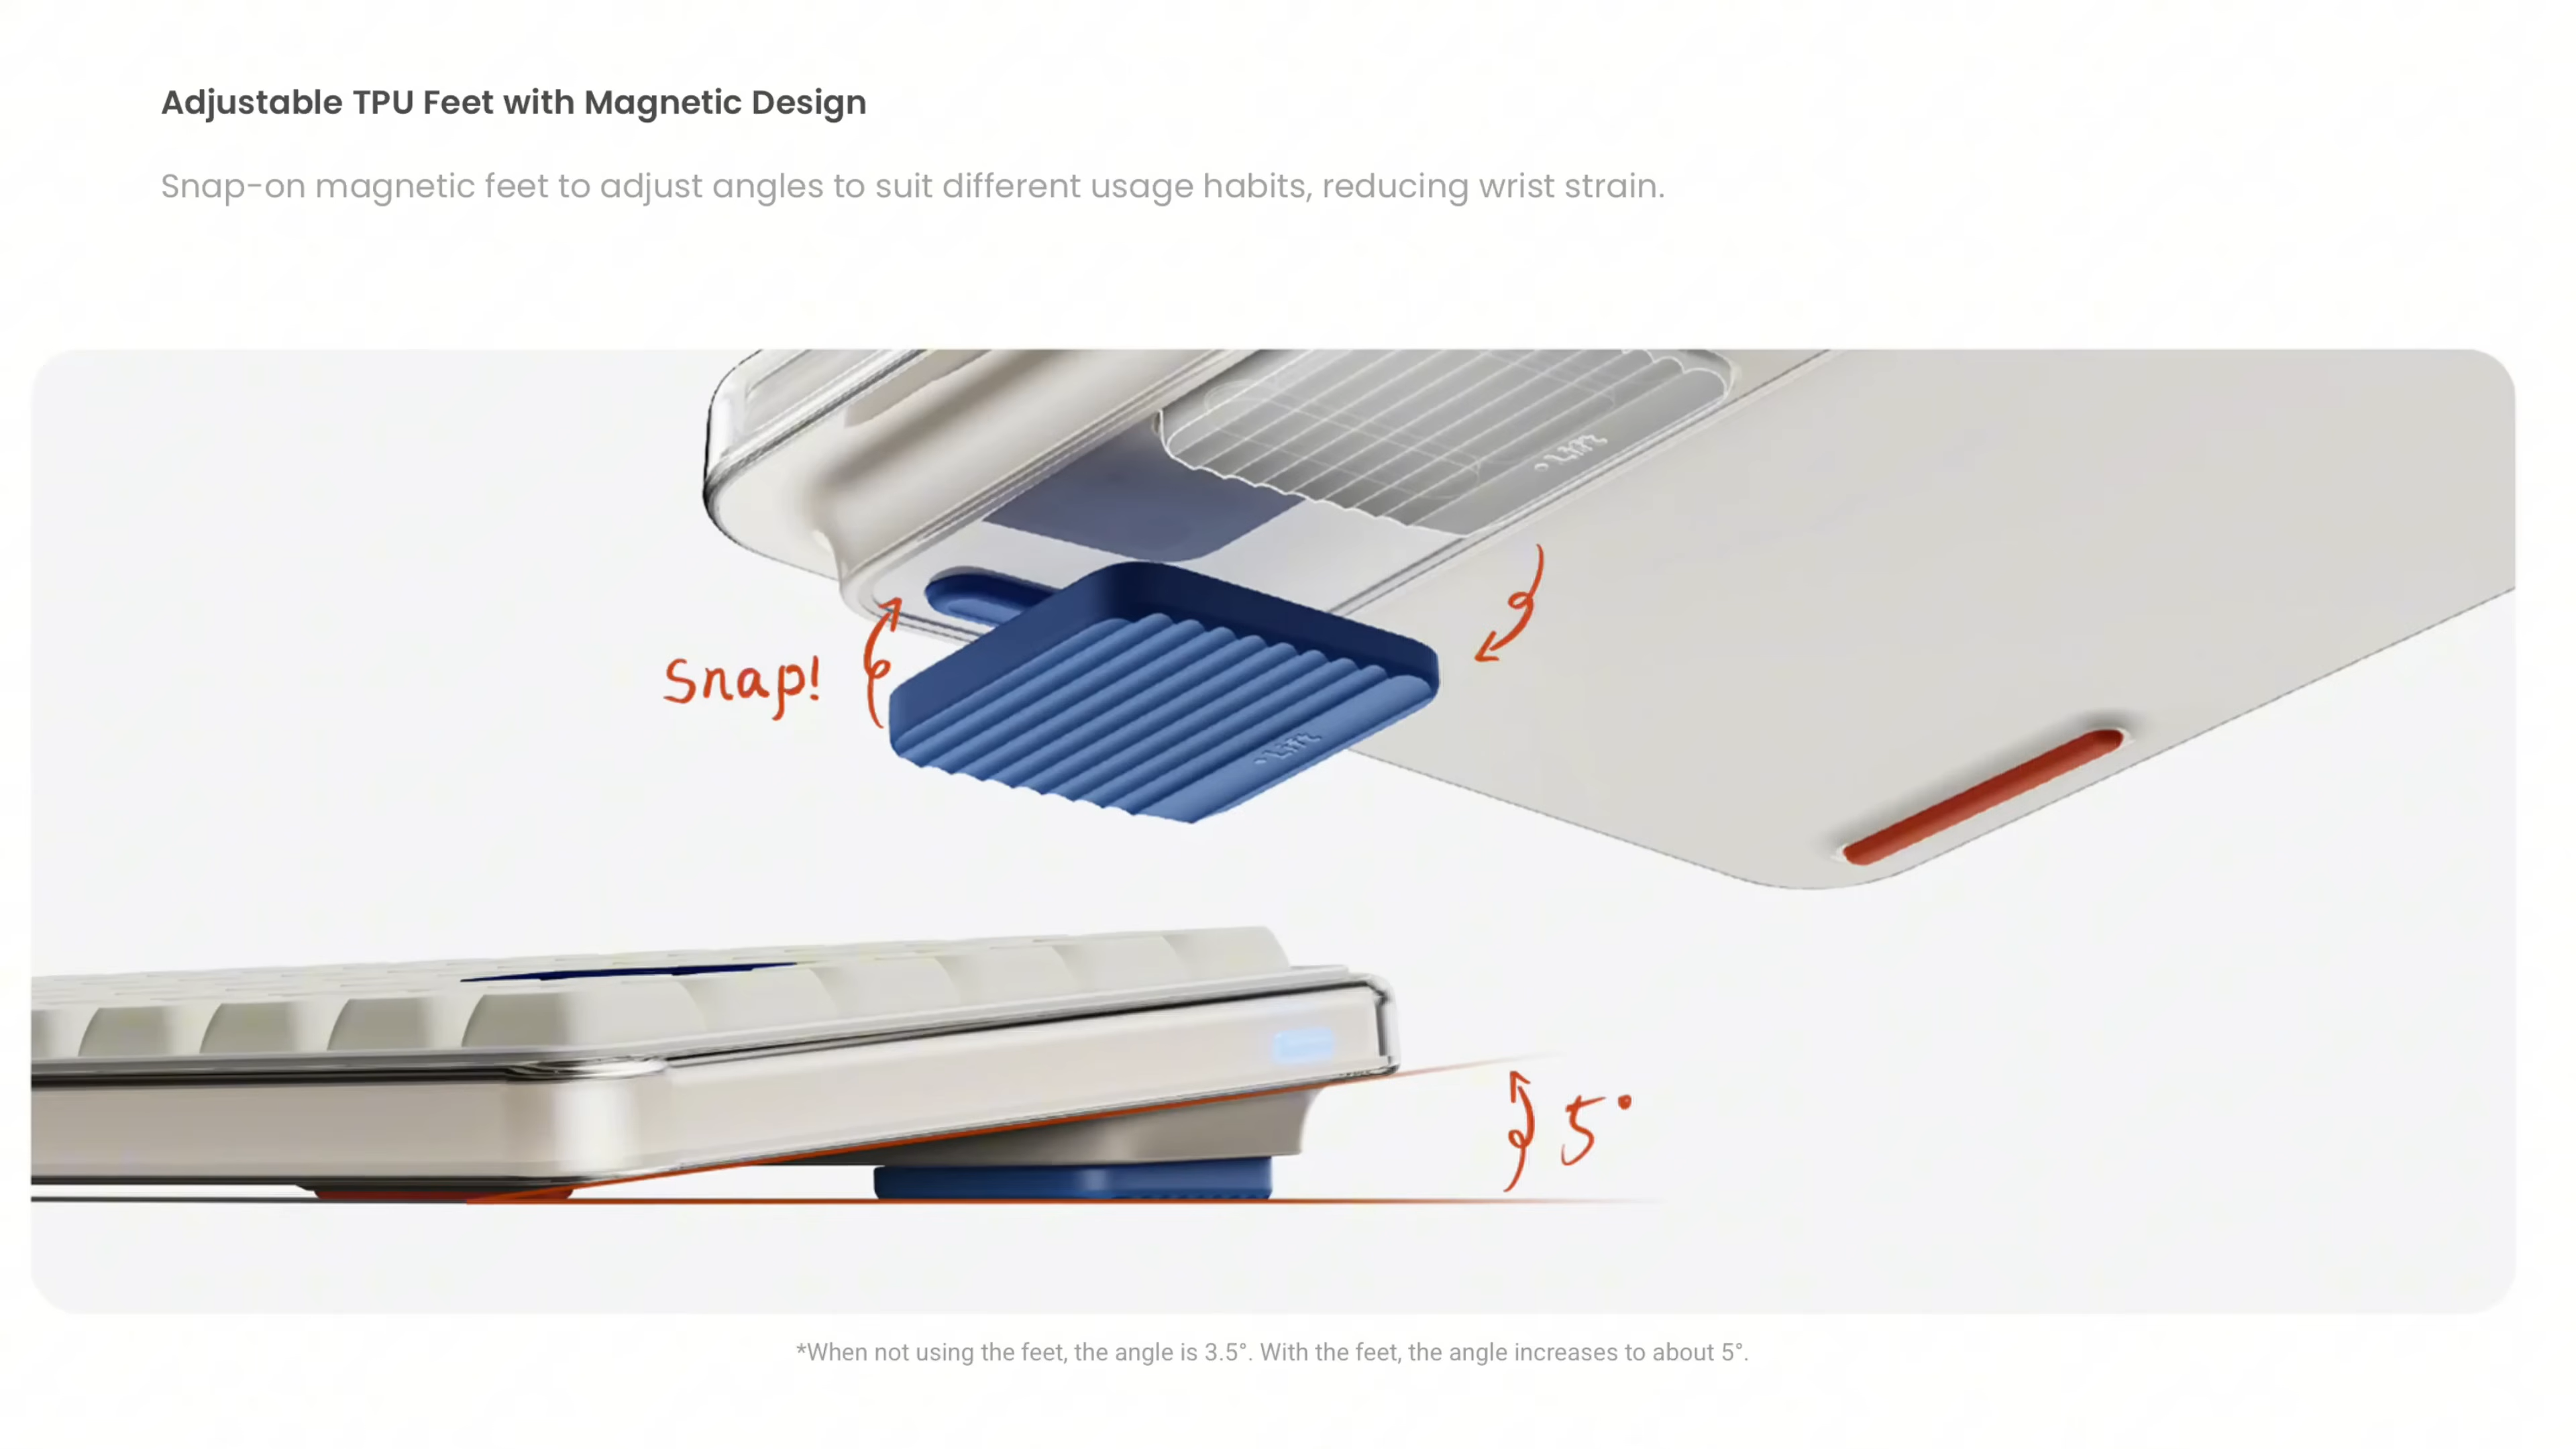 Adjustable TPU Feet with Magnetic Design
Snap-on magnetic feet to adjust angles to suit different usage habits, reducing wrist strain.
Lift
Snap!
Lift
5°
*When not using the feet, the angle is 3.5°. With the feet, the angle increases to about 5°.